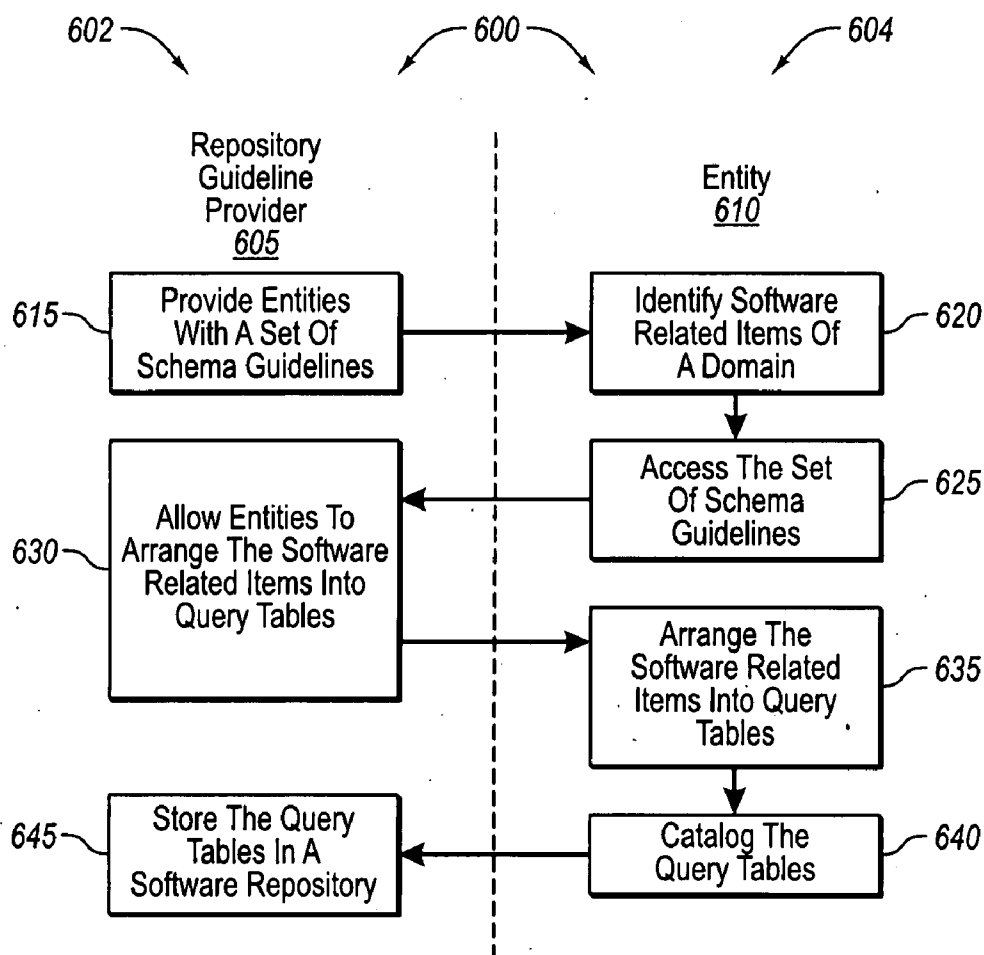 602
600
604
Repository
Guideline
Provider
605
Entity
610
615
Provide Entities
With A Set Of
Schema Guidelines
Identify Software
Related Items Of
A Domain
620
Access The Set
Of Schema
Guidelines
625
630
Allow Entities To
Arrange The Software
Related Items Into
Query Tables
Arrange The
Software Related
Items Into Query
Tables
635
645
Store The Query
Tables In A
Software Repository
Catalog The
Query Tables
640